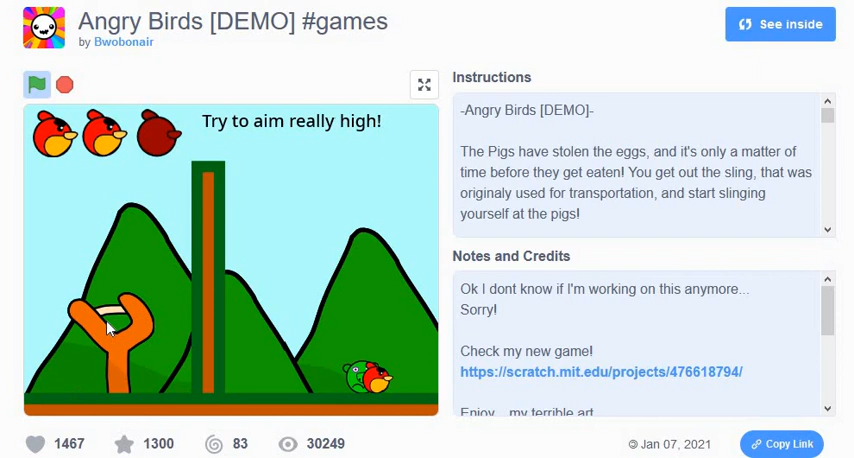 Angry Birds [DEMO] #games
by Bwobonair
See inside
Try to aim really high!
Instructions
-Angry Birds [DEMO]-
The Pigs have stolen the eggs, and it's only a matter of
time before they get eaten! You get out the sling, that was
originaly used for transportation, and start slinging
yourself at the pigs!
Notes and Credits
Ok I dont know if I'm working on this anymore...
Sorry!
Check my new game!
https://scratch.mit.edu/projects/476618794/
Enjoy... my terrible art
1467
1300
83
30249
© Jan 07, 2021
Copy Link